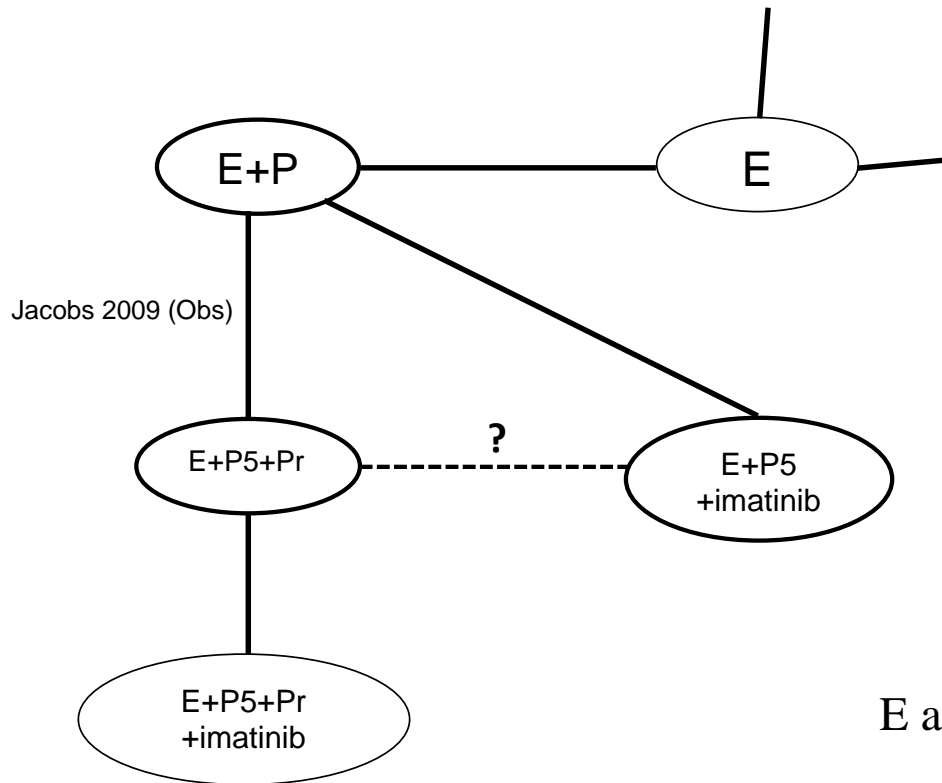 E+P
E
Jacobs 2009 (Obs)
E+P5+Pr
?
E+P5
+imatinib
E+P5+Pr
+imatinib
E a